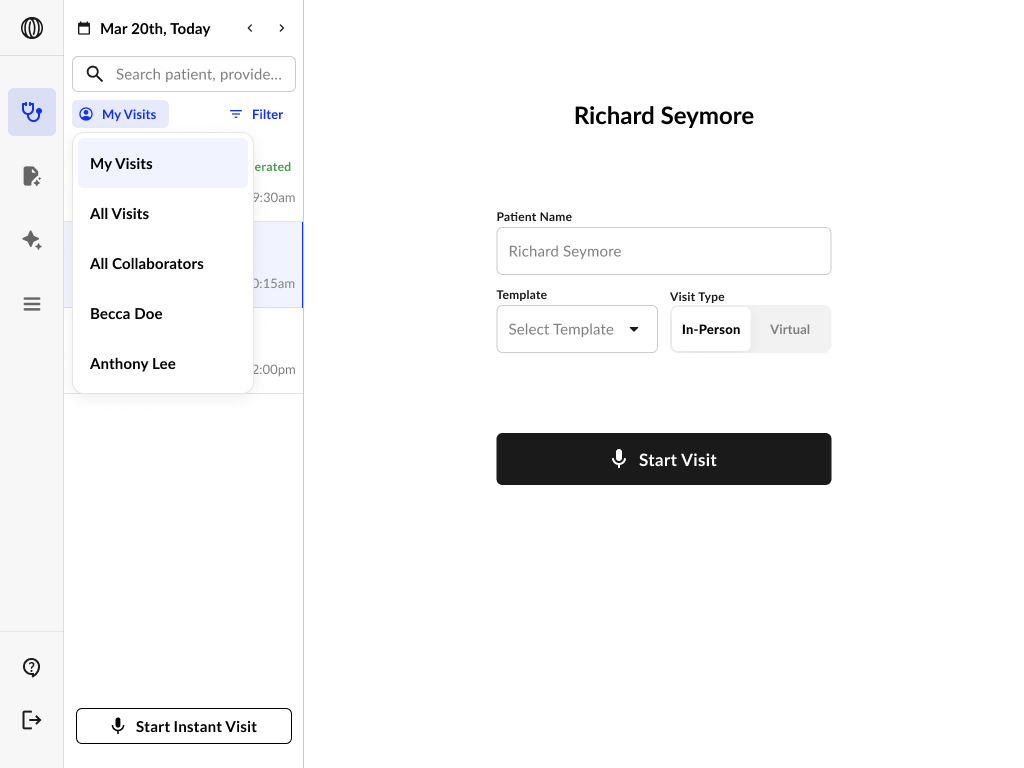 Mar 20th, Today
Search patient, provide...
My Visits
Filter
My Visits
All Visits
All Collaborators
Becca Doe
Anthony Lee
erated
9:30am
0:15am
2:00pm
Start Instant Visit
Richard Seymore
Patient Name
Richard Seymore
Template
Visit Type
Select Template
In-Person
Virtual
Start Visit